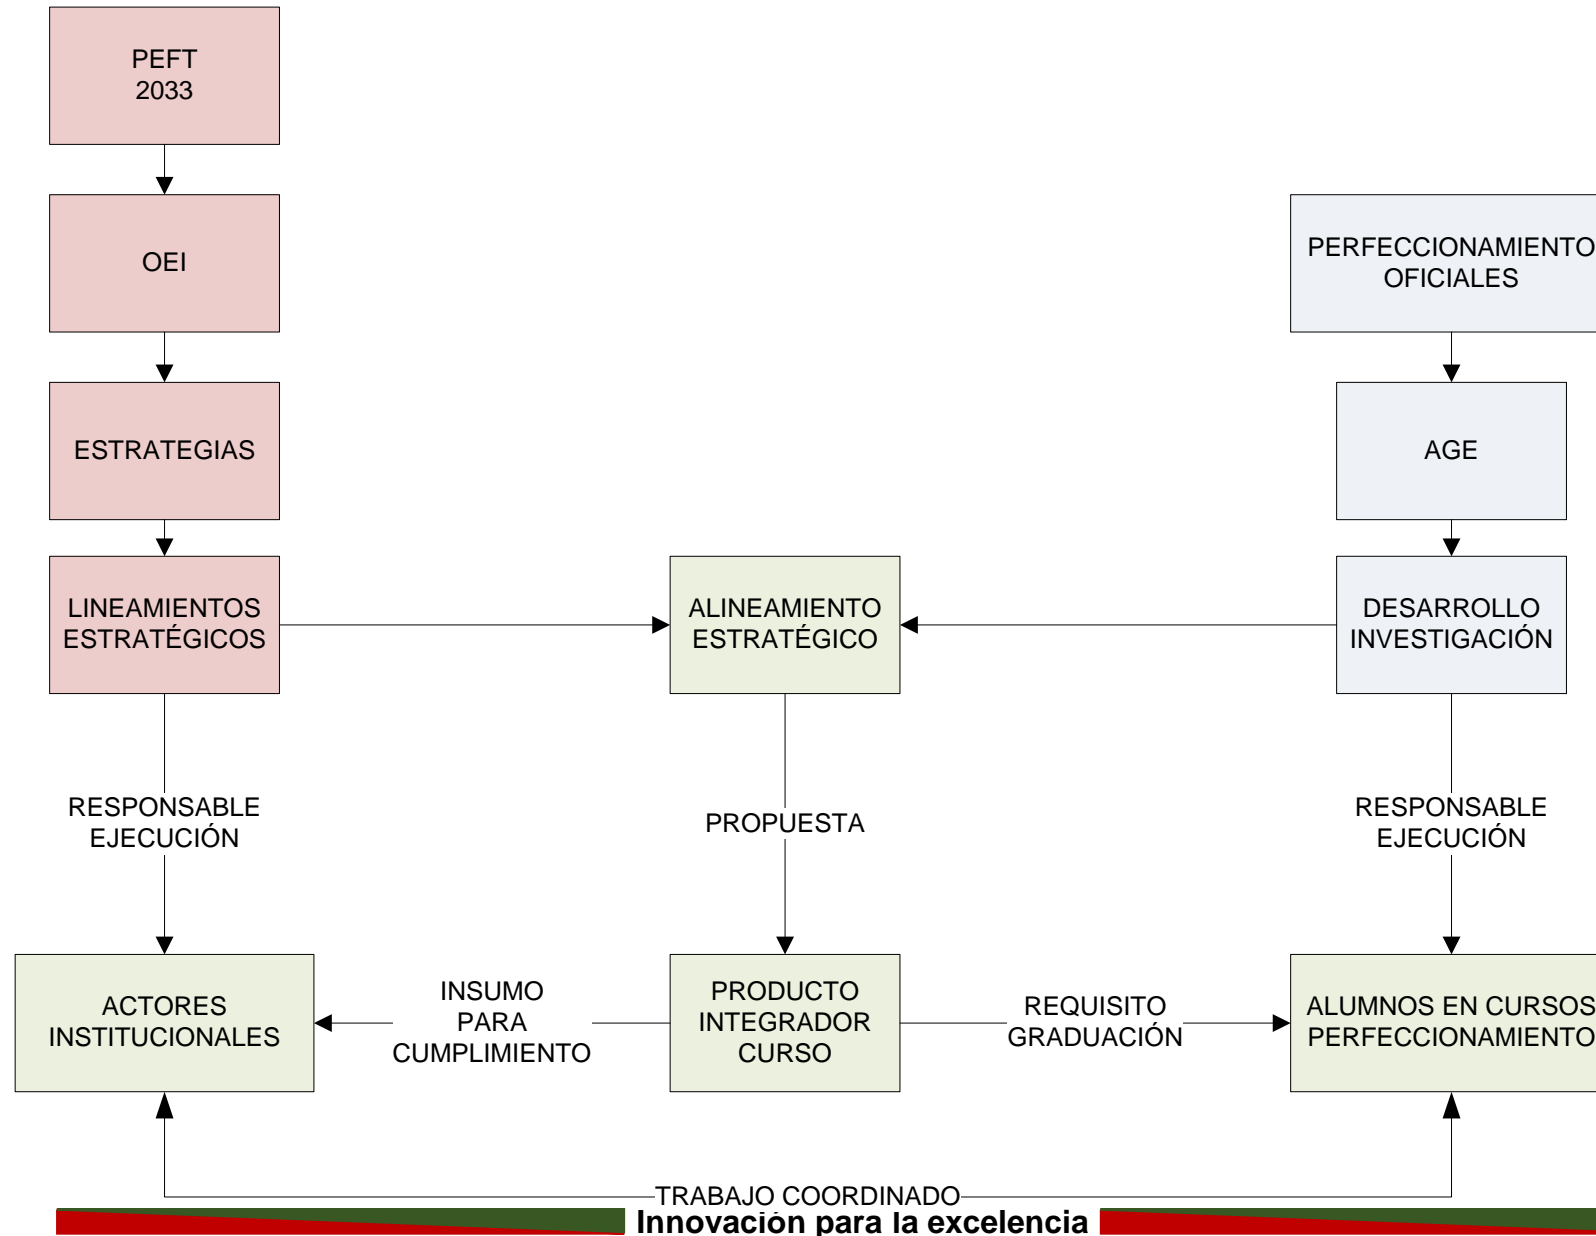 PEFT
2033
OEI
PERFECCIONAMIENTO
OFICIALES
ESTRATEGIAS
AGE
LINEAMIENTOS
ESTRATÉGICOS
ALINEAMIENTO
ESTRATÉGICO
DESARROLLO
INVESTIGACIÓN
RESPONSABLE
EJECUCIÓN
PROPUESTA
RESPONSABLE
EJECUCIÓN
ACTORES
INSTITUCIONALES
INSUMO
PARA
CUMPLIMIENTO
PRODUCTO
INTEGRADOR
CURSO
REQUISITO
GRADUACIÓN
ALUMNOS EN CURSOS
PERFECCIONAMIENTO
TRABAJO COORDINADO
Innovación para la excelencia